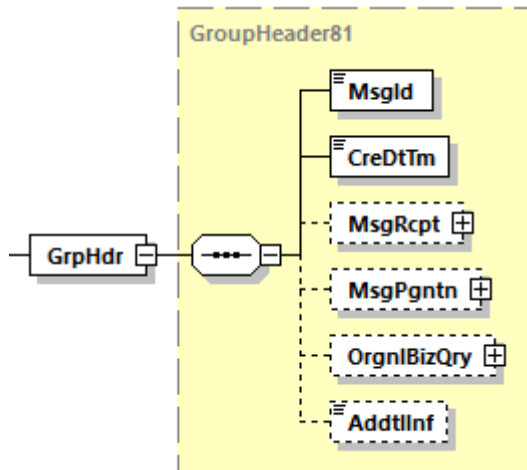 GroupHeader81
MsgId
CreDtTm
MsgRcpt
GrpHdr
MsgPgntn
OrgnlBizQry
AddtlInf